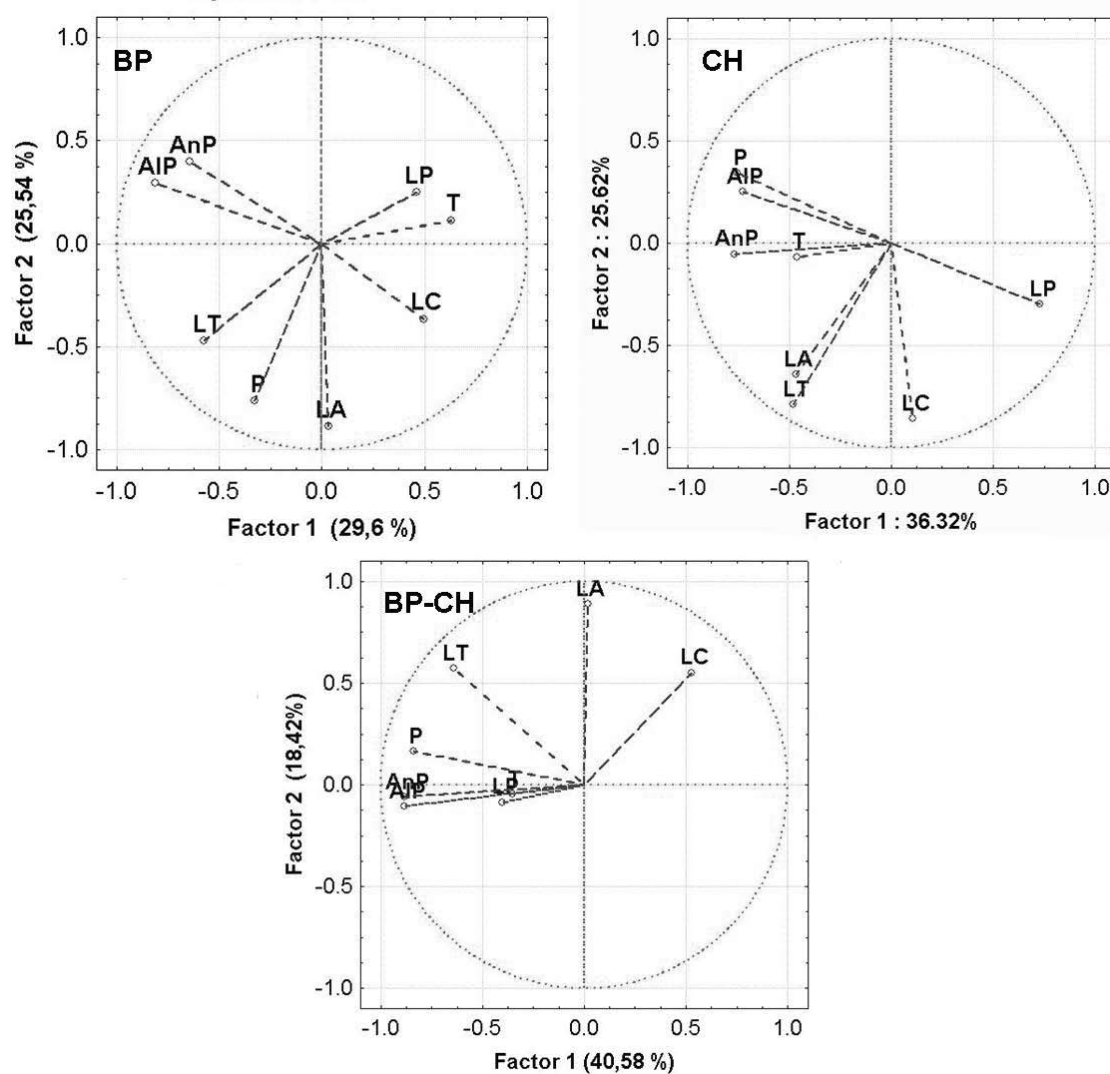 BP
AnP
AlP
LP
T
LC
LT
P
LA
1.0
0.5
0.0
-0.5
-1.0
Factor 2 (25,54 %)
-1.0 -0.5 0.0 0.5 1.0
Factor 1 (29,6 %)
CH
P
AlP
AnP
T
LP
LA
LT
LC
1.0
0.5
0.0
-0.5
-1.0
Factor 2 : 25.62%
-1.0 -0.5 0.0 0.5 1.0
Factor 1 : 36.32%
BP-CH
LA
LT
LC
P
AnP
AlP
LP
T
1.0
0.5
0.0
-0.5
-1.0
Factor 2 (18,42%)
-1.0 -0.5 0.0 0.5 1.0
Factor 1 (40,58 %)